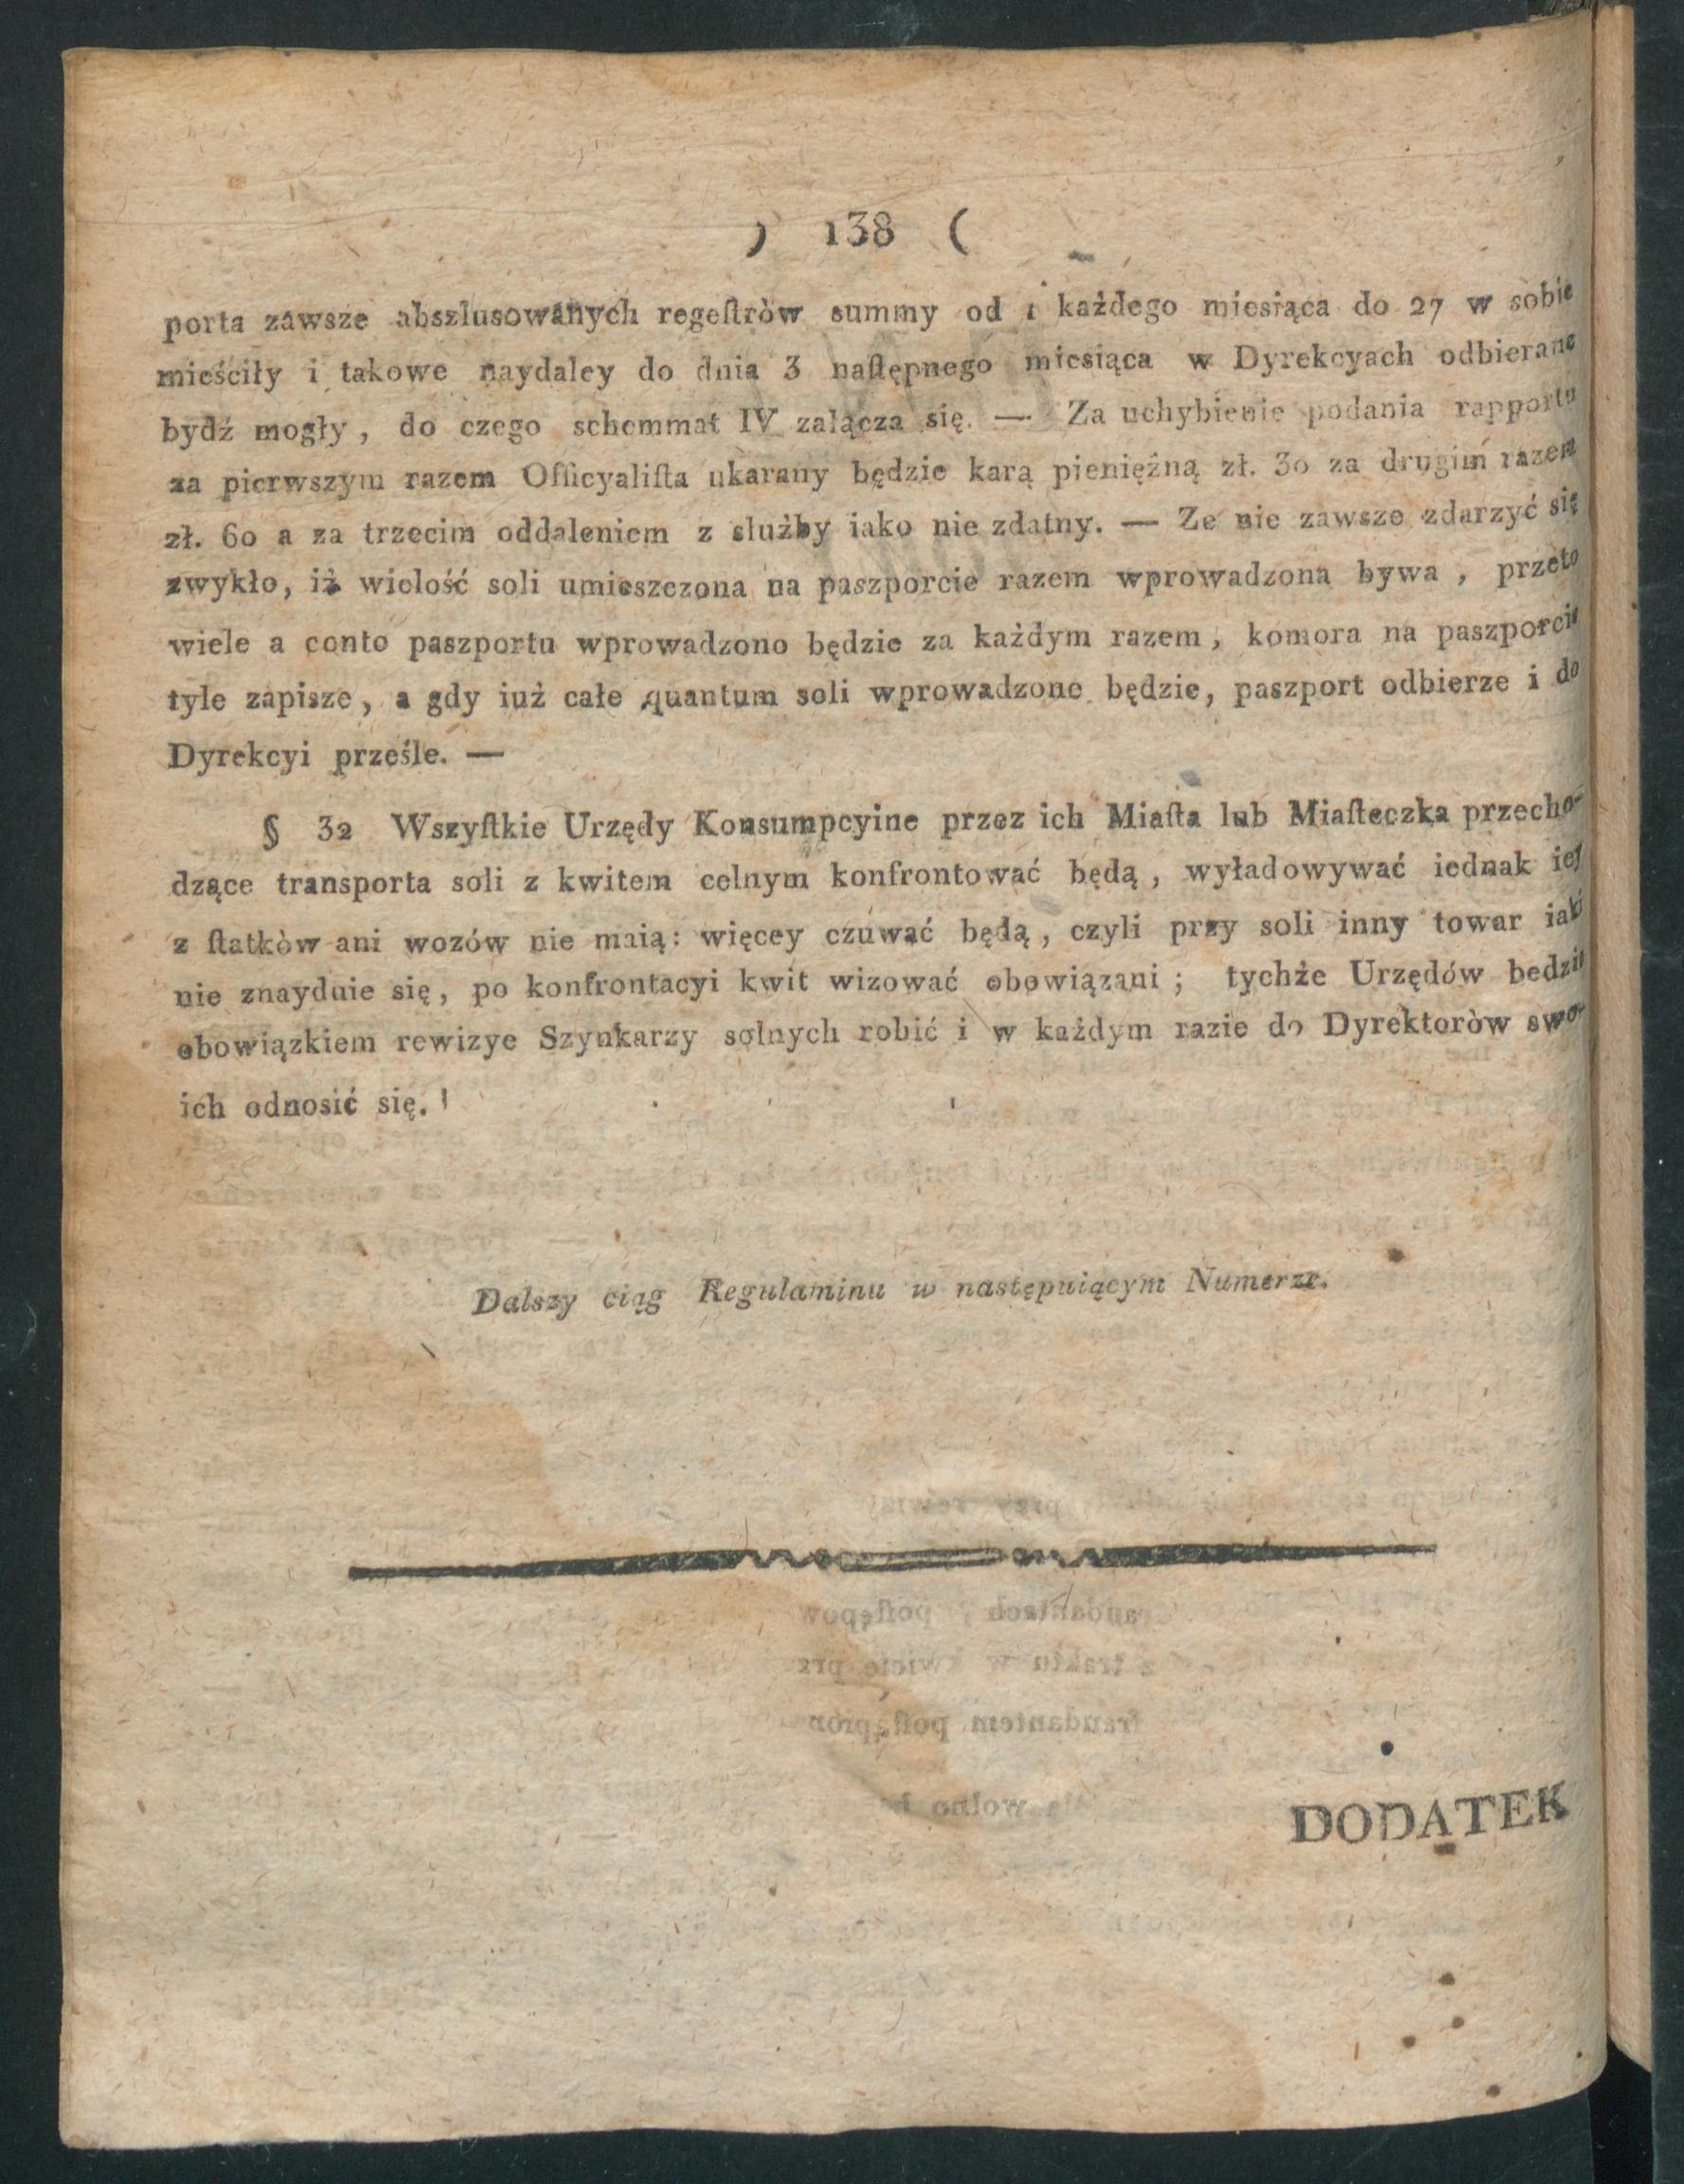 ) 138 (
porta zawsze abszlusowanych regeſtròw summy od 1 każdego miesiąca do 27 w sobie
mieściły i takowe naydaley do dnia 3 naſtępnego miesiąca w Dyrekcyach odbierane
bydź mogły, do czego schemmat IV załącza się. — Za uchybienie podania rapportu
za pierwszym razem Officyaliſta ukarany będzie karą pieniężną zł. 30 za drugim razem
zł. 60 a za trzecim oddaleniem z służby iako nie zdatny. — Ze nie zawsze zdarzyć się
zwykło, iż wielość soli umieszczona na paszporcie razem wprowadzona bywa, przeto
wiele a conto paszportu wprowadzono będzie za każdym razem, komora na paszporcie
tyle zapisze, a gdy iuż całe quantum soli wprowadzone będzie, paszport odbierze i do
Dyrekcyi prześle. —
§ 32 Wszyſtkie Urzędy Konsumpcyine przez ich Miaſta lub Miaſteczka przecho-
dzące transporta soli z kwitem celnym konfrontować będą, wyładowywać iednak iey
z ſtatkòw ani wozów nie maią: więcey czuwać będą, czyli przy soli inny towar iaki
nie znayduie się, po konfrontacyi kwit wizować obowiązani; tychże Urzędów bedzie
obowiązkiem rewizye Szynkarzy solnych robić i w każdym razie do Dyrektoròw swo-
ich odnosić się.
Dalszy ciąg Regulaminu w następuiącym Numerze.
DODATEK